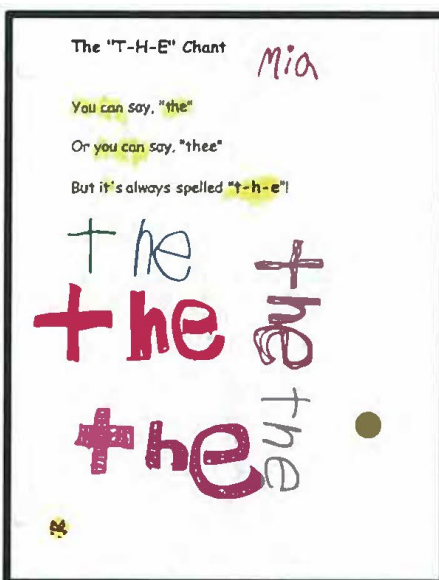 The "T-H-E" Chant
Mia
You can say, "the"
Or you can say, "thee"
But it's always spelled "t-h-e"!
the
the
the
the
the